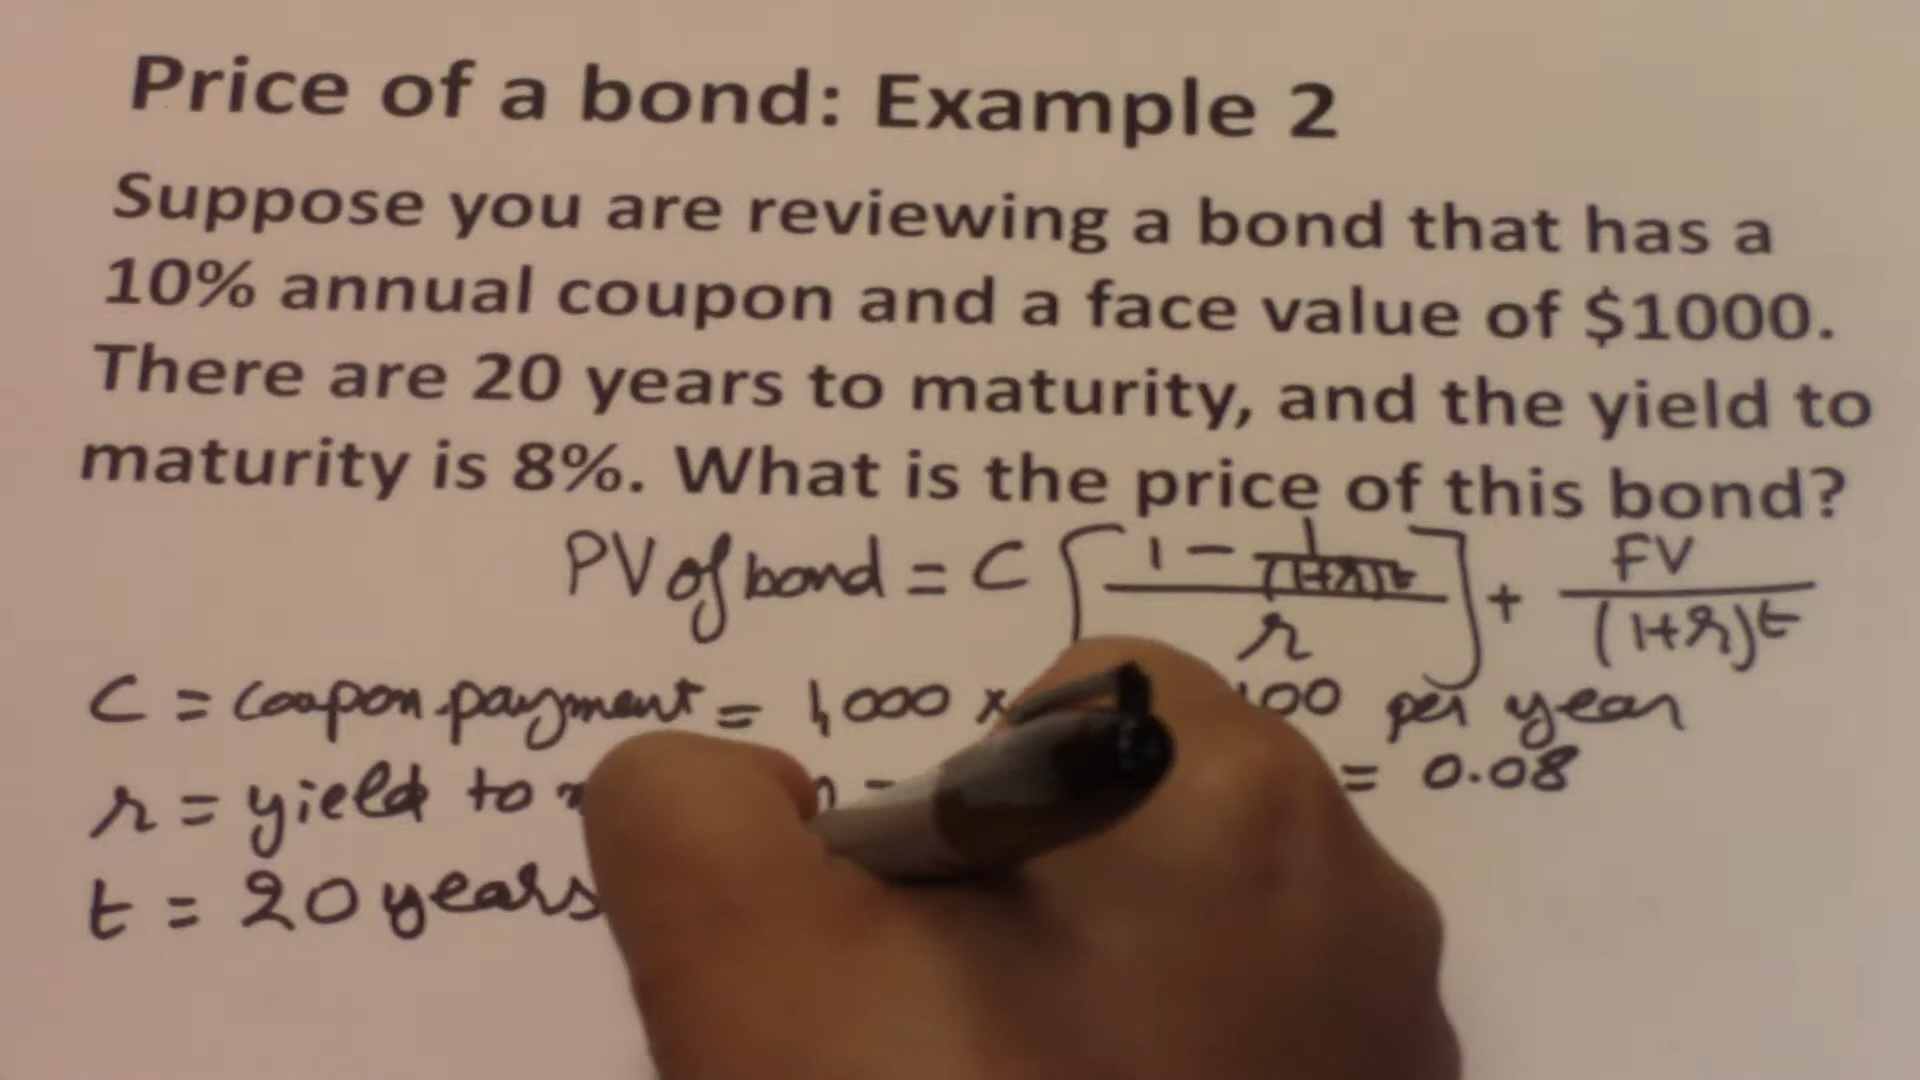 Price of a bond: Example 2
Suppose you are reviewing a bond that has a
10% annual coupon and a face value of $1000.
There are 20 years to maturity, and the yield to
maturity is 8%. What is the price of this bond?
PV of bond = C [ 1 - 1 / r ] + FV / (1+r)t
C = coupon payment = 1,000 × 100 per year
r = yield to = 0.08
t = 20 years